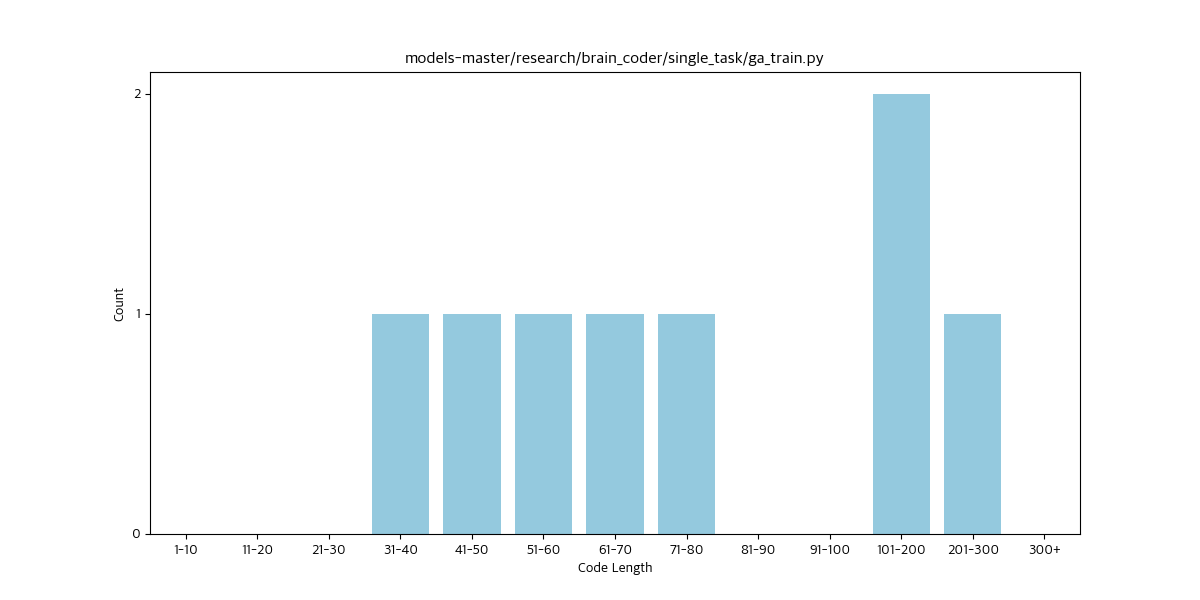 models-master/research/brain_coder/single_task/ga_train.py
2
1
0
Count
1-10 11-20 21-30 31-40 41-50 51-60 61-70 71-80 81-90 91-100 101-200 201-300 300+
Code Length